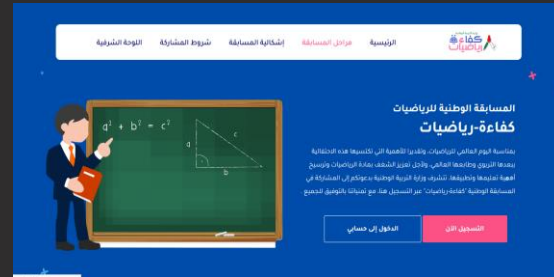 كفاءة
رياضيات
الرئيسية
مراحل المسابقة
إشكالية المسابقة
شروط المشاركة
اللوحة الشرفية
المسابقة الوطنية للرياضيات
كفاءة-رياضيات
بمناسبة اليوم العالمي للرياضيات، وتقديرا للأهمية التي تكتسيها هذه الاحتفالية
ببعدها التربوي وطابعها العالمي، ولأجل تعزيز الشغف بمادة الرياضيات وترسيخ
أهمية تعليمها وتطبيقها، تتشرف وزارة التربية الوطنية بدعوتكم إلى المشاركة في
المسابقة الوطنية "كفاءة-رياضيات" عبر التسجيل هنا، مع تمنياتنا بالتوفيق للجميع.
التسجيل الآن
الدخول إلى حسابي
a² + b² = c²
a
c
b